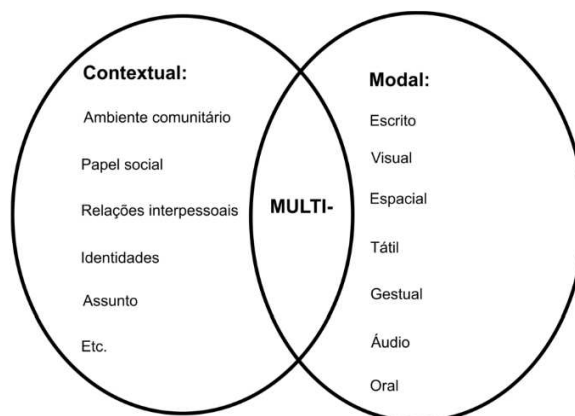 Contextual:
Ambiente comunitário
Papel social
Relações interpessoais
Identidades
Assunto
Etc.
MULTI-
Modal:
Escrito
Visual
Espacial
Tátil
Gestual
Áudio
Oral